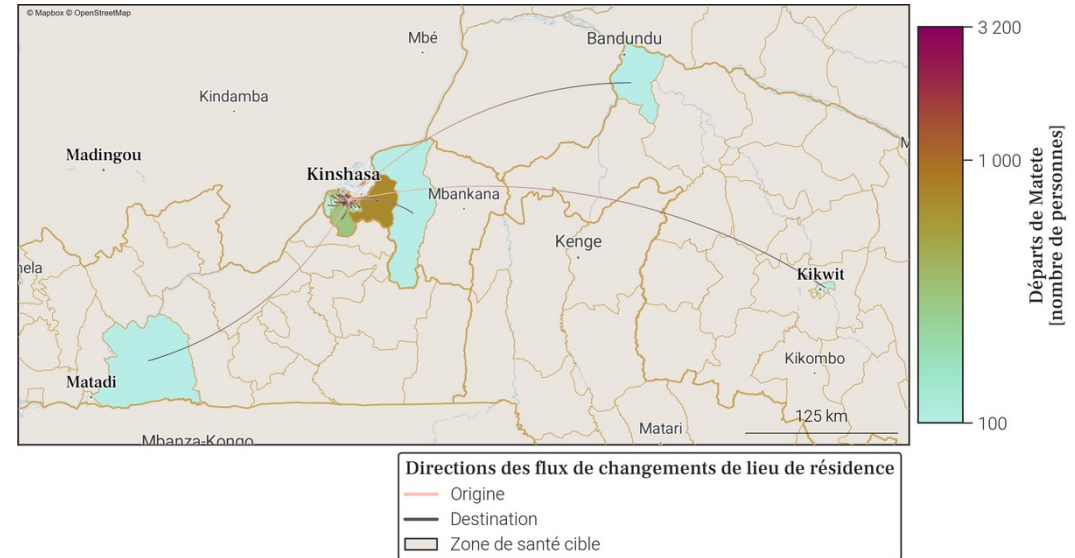 © Mapbox © OpenStreetMap
Mbé
Bandundu
Kindamba
Madingou
Kinshasa
Mbankana
Kenge
nela
Kikwit
Kikombo
Matadi
125 km
Matari
Mbanza-Kongo
M
3 200
1 000
100
Départs de Matete
[nombre de personnes]
Directions des flux de changements de lieu de résidence
Origine
Destination
Zone de santé cible